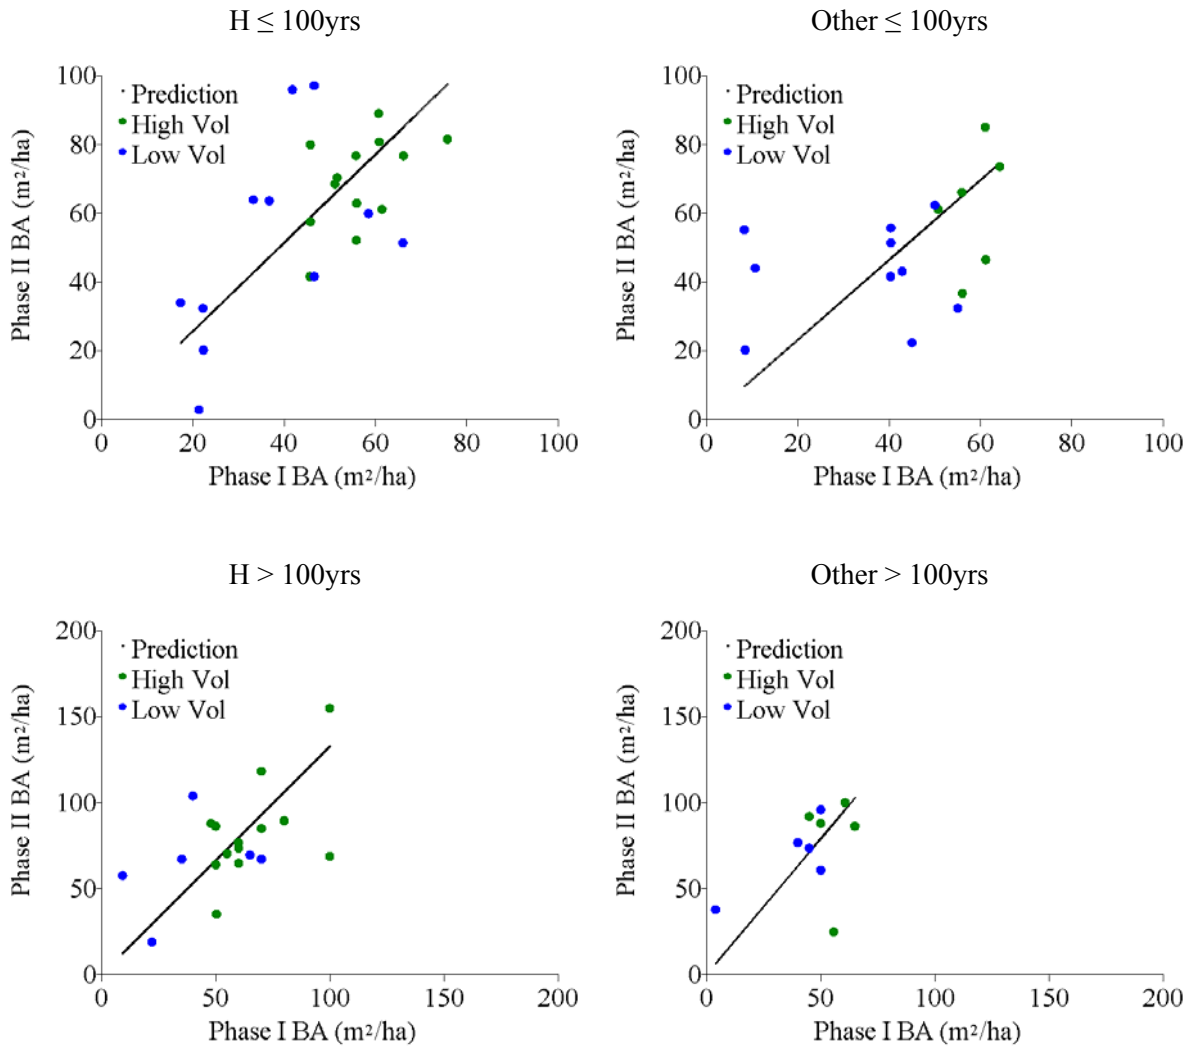 H ≤ 100yrs
100
80
60
40
20
0
Phase II BA (m²/ha)
· Prediction
High Vol
Low Vol
0 20 40 60 80 100
Phase I BA (m²/ha)
Other ≤ 100yrs
100
80
60
40
20
0
Phase II BA (m²/ha)
· Prediction
High Vol
Low Vol
0 20 40 60 80 100
Phase I BA (m²/ha)
H > 100yrs
200
150
100
50
0
Phase II BA (m²/ha)
· Prediction
High Vol
Low Vol
0 50 100 150 200
Phase I BA (m²/ha)
Other > 100yrs
200
150
100
50
0
Phase II BA (m²/ha)
· Prediction
High Vol
Low Vol
0 50 100 150 200
Phase I BA (m²/ha)